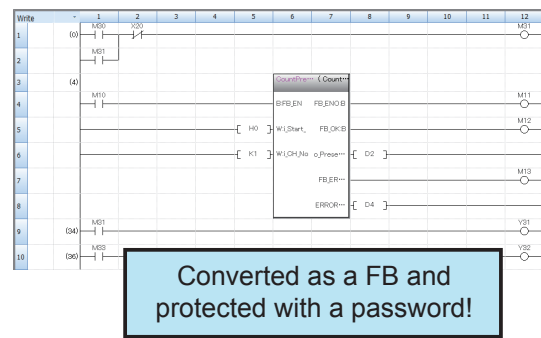 Write 1 2 3 4 5 6 7 8 9 10 11 12
M30 X20 M31
1 (0)
M31
2
3 (4) CountPre··· ( Count···
M10 M11
4 B:FB_EN FB_ENO:B
M12
5 H0 W:i_Start_ FB_OK:B
6 K1 W:i_CH_No o_Prese··· D2
M13
7 FB_ER···
8 ERROR··· D4
M31 Y31
9 (34)
M33 Y32
10 (36)
Converted as a FB and
protected with a password!